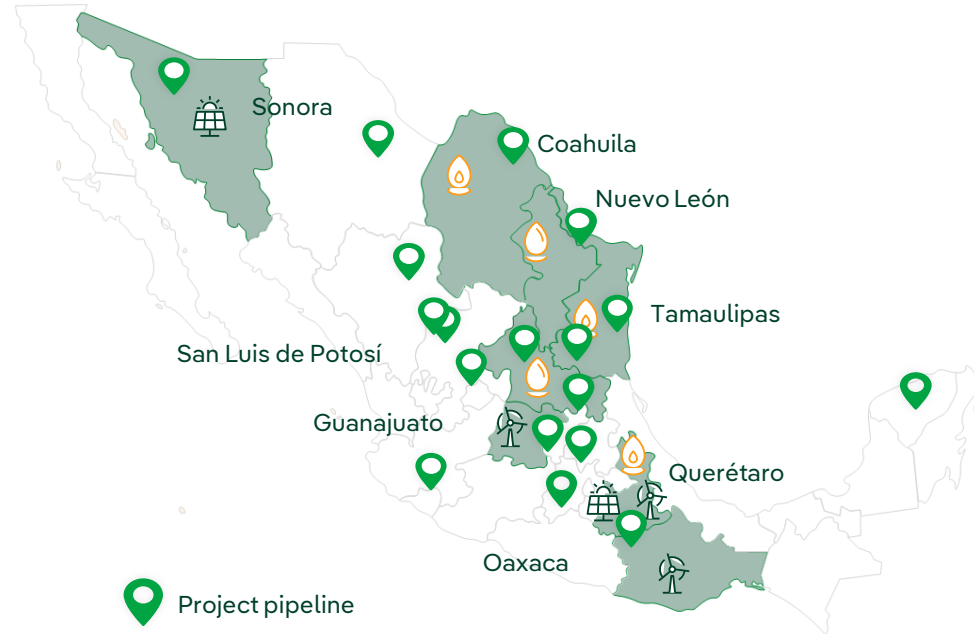 Sonora
Coahuila
Nuevo León
Tamaulipas
San Luis de Potosí
Guanajuato
Querétaro
Oaxaca
Project pipeline